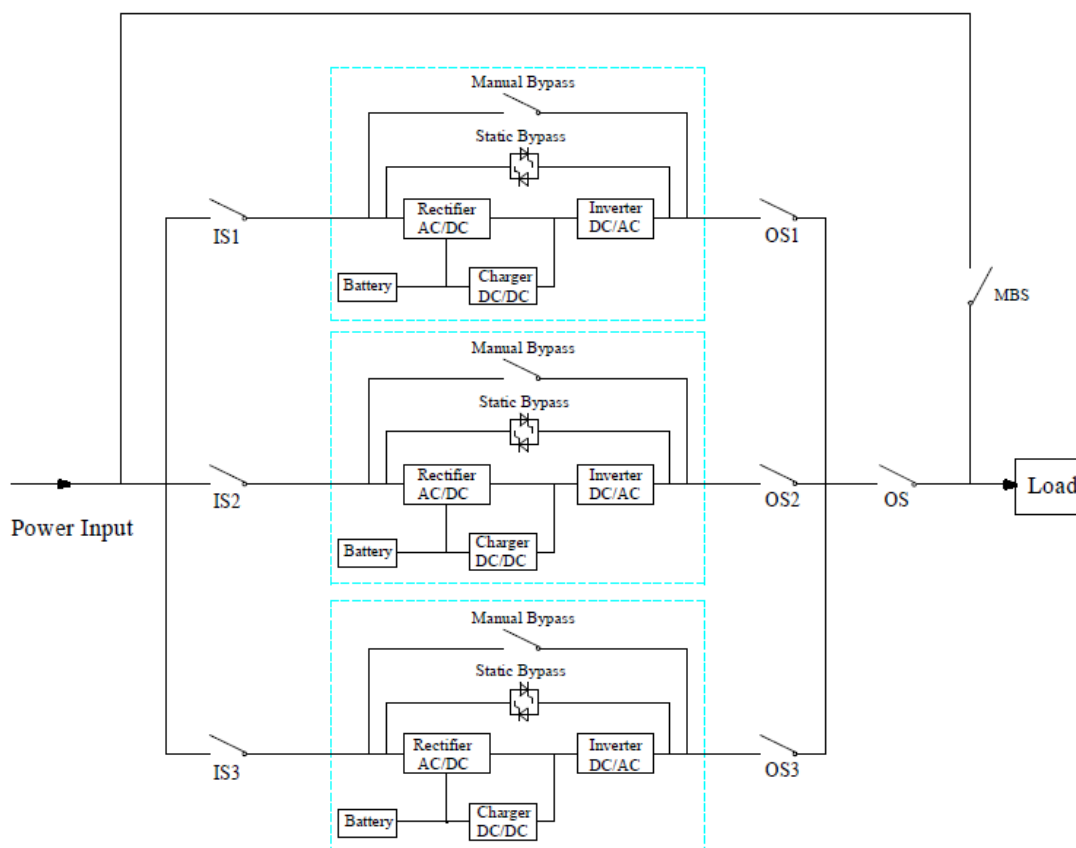 Manual Bypass
Static Bypass
Rectifier
AC/DC
Inverter
DC/AC
IS1
OS1
Battery
Charger
DC/DC
MBS
Manual Bypass
Static Bypass
Rectifier
AC/DC
Inverter
DC/AC
IS2
OS2
OS
Load
Power Input
Battery
Charger
DC/DC
Manual Bypass
Static Bypass
Rectifier
AC/DC
Inverter
DC/AC
IS3
OS3
Battery
Charger
DC/DC